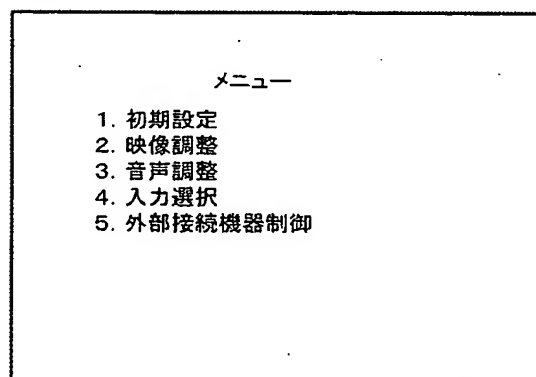 メニュー
1. 初期設定
2. 映像調整
3. 音声調整
4. 入力選択
5. 外部接続機器制御